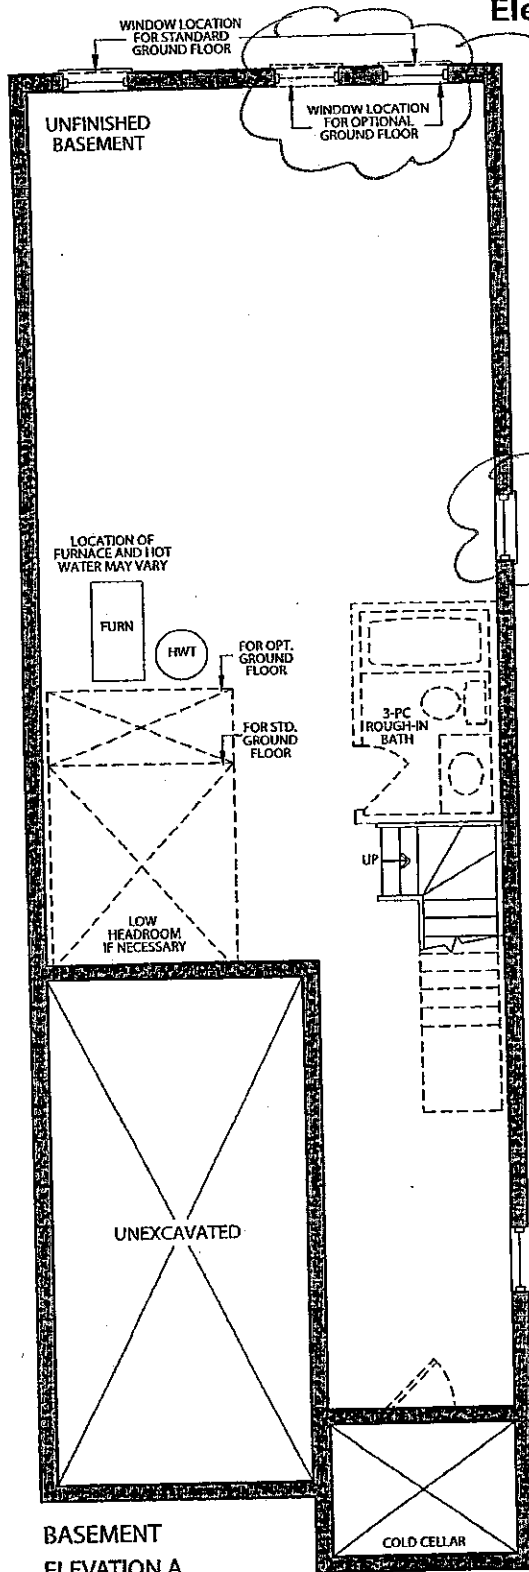 Ele
WINDOW LOCATION
FOR STANDARD
GROUND FLOOR
WINDOW LOCATION
FOR OPTIONAL
GROUND FLOOR
UNFINISHED
BASEMENT
LOCATION OF
FURNACE AND HOT
WATER MAY VARY
FURN
HWT
FOR OPT.
GROUND
FLOOR
FOR STD.
GROUND
FLOOR
3-PC
ROUGH-IN
BATH
UP
LOW
HEADROOM
IF NECESSARY
UNEXCAVATED
COLD CELLAR
BASEMENT
ELEVATION A